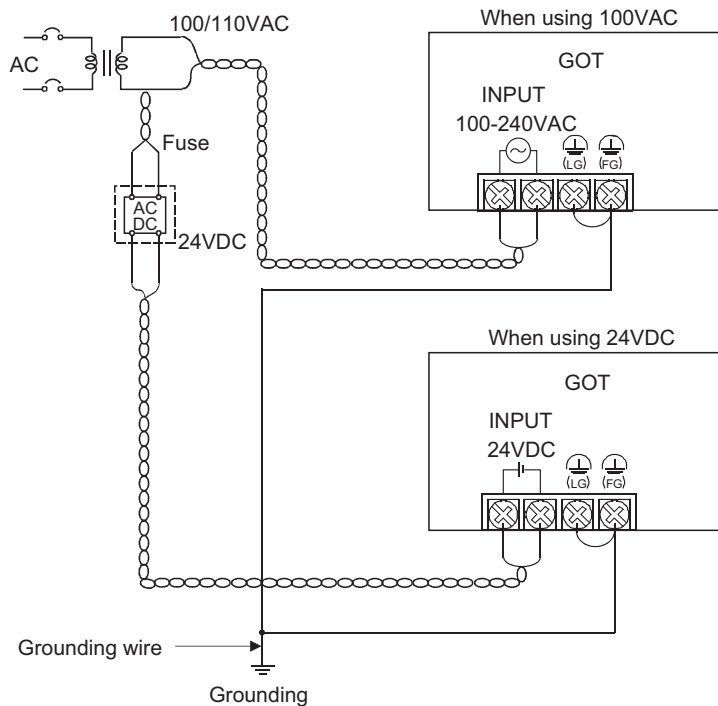 100/110VAC
AC
Fuse
AC
DC
24VDC
When using 100VAC
GOT
INPUT
100-240VAC
(LG) (FG)
When using 24VDC
GOT
INPUT
24VDC
(LG) (FG)
Grounding wire
Grounding